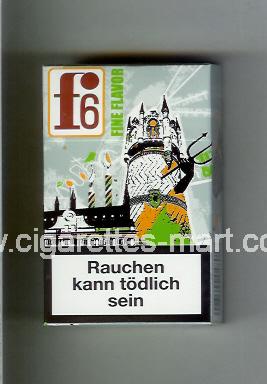 f6
FINE FLAVOR
www.cigarettes-mart.com
Rauchen
kann tödlich
sein